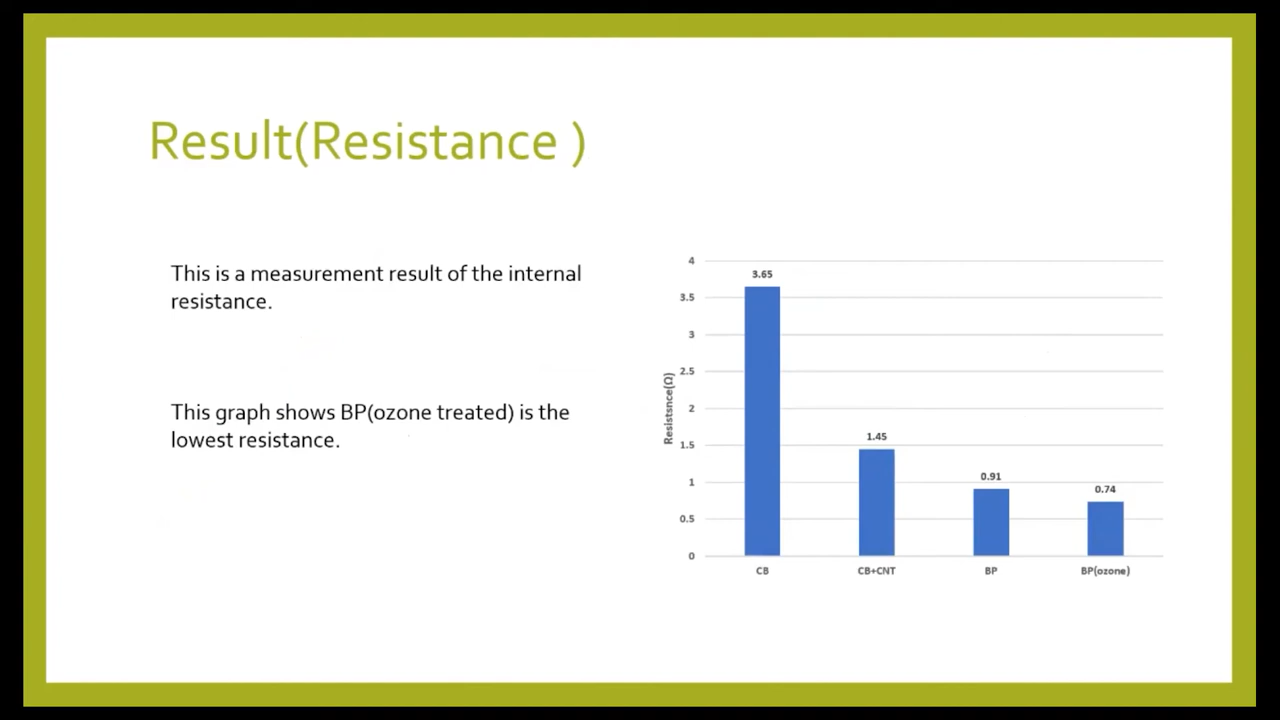 Result(Resistance )
This is a measurement result of the internal
resistance.
This graph shows BP(ozone treated) is the
lowest resistance.
Resistsnce(Ω)
4
3.5
3
2.5
2
1.5
1
0.5
0
3.65
1.45
0.91
0.74
CB
CB+CNT
BP
BP(ozone)